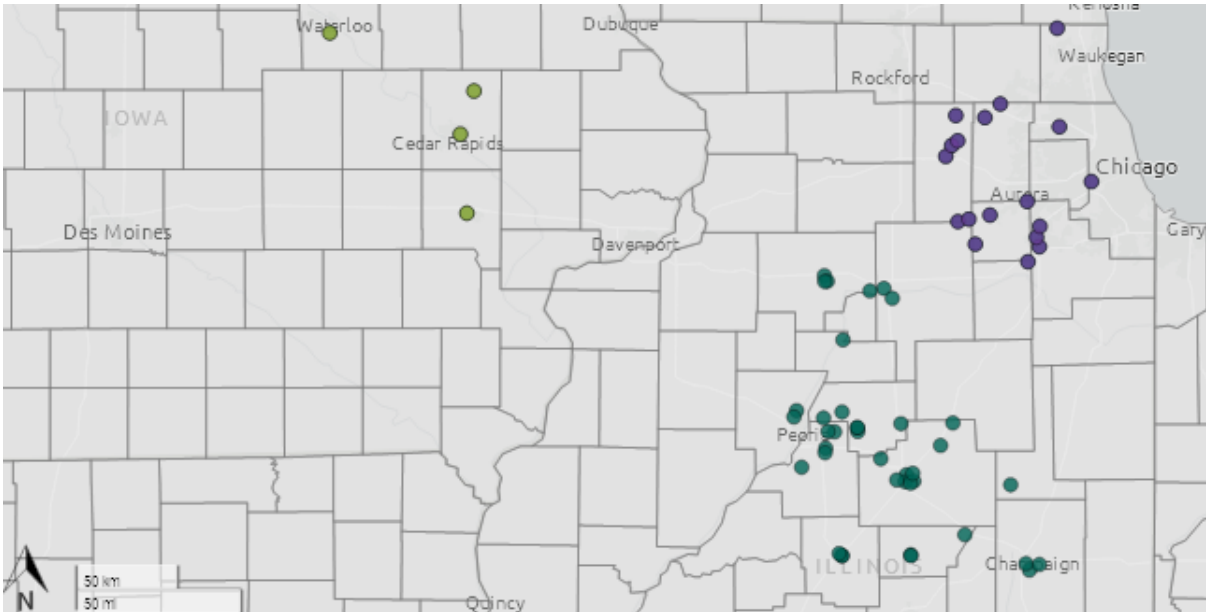 Kenosha
Waterloo
Dubuque
Waukegan
Rockford
IOWA
Cedar Rapids
Chicago
Aurora
Des Moines
Davenport
Gary
Peoria
ILLINOIS
Champaign
50 km
50 mi
N
Quincy